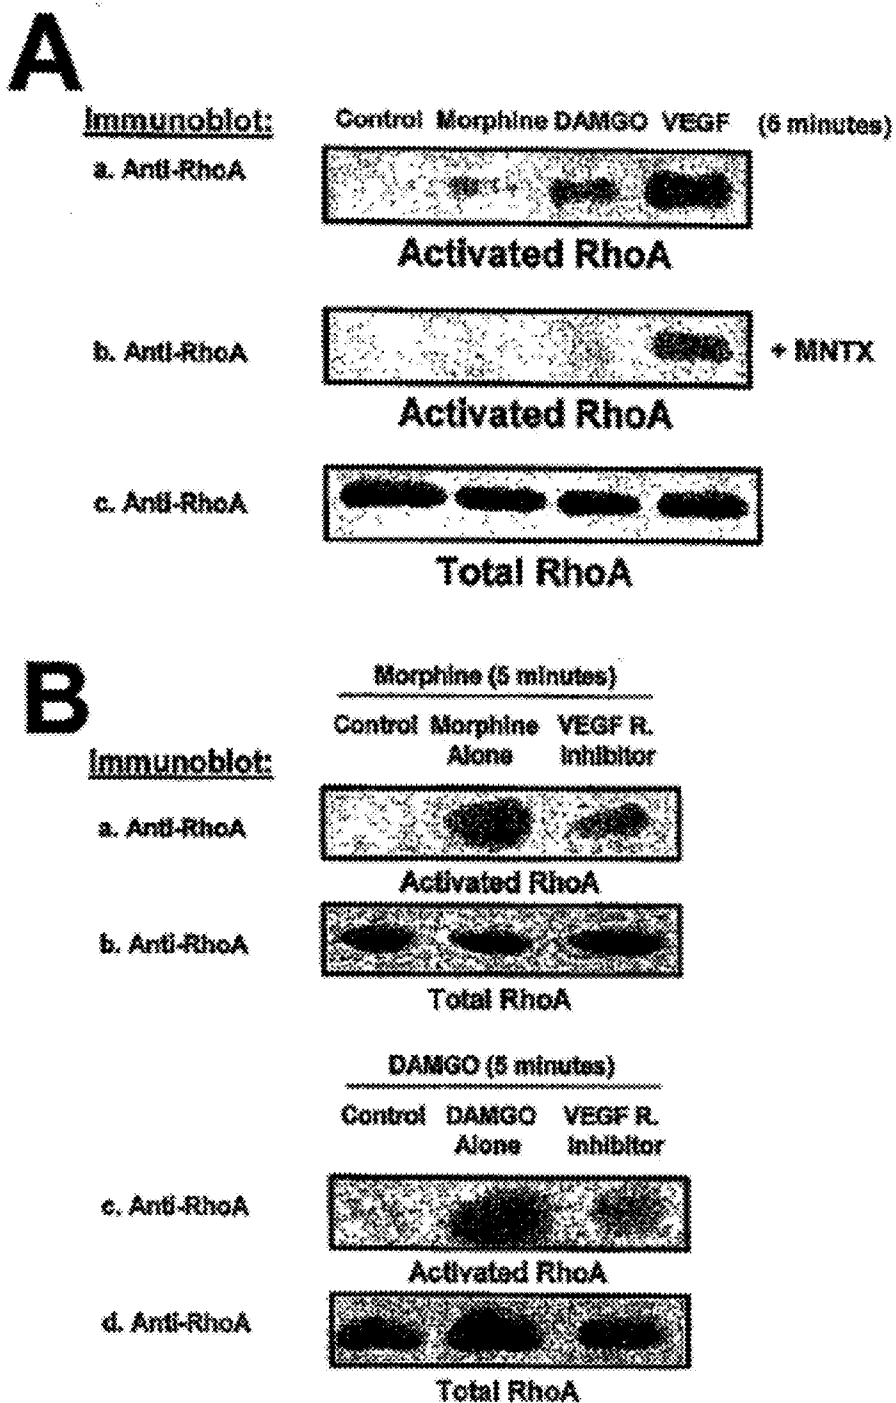 A
Immunoblot: Control Morphine DAMGO VEGF (5 minutes)
a. Anti-RhoA
Activated RhoA
b. Anti-RhoA + MNTX
Activated RhoA
c. Anti-RhoA
Total RhoA
B
Morphine (5 minutes)
Control Morphine Alone VEGF R. Inhibitor
Immunoblot:
a. Anti-RhoA
Activated RhoA
b. Anti-RhoA
Total RhoA
DAMGO (5 minutes)
Control DAMGO Alone VEGF R. Inhibitor
c. Anti-RhoA
Activated RhoA
d. Anti-RhoA
Total RhoA